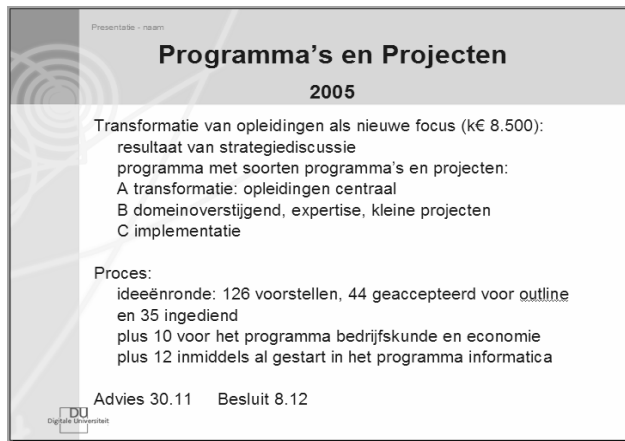 Presentatie - naam
Programma's en Projecten
2005
Transformatie van opleidingen als nieuwe focus (k€ 8.500):
resultaat van strategiediscussie
programma met soorten programma's en projecten:
A transformatie: opleidingen centraal
B domeinoverstijgend, expertise, kleine projecten
C implementatie
Proces:
ideeënronde: 126 voorstellen, 44 geaccepteerd voor outline
en 35 ingediend
plus 10 voor het programma bedrijfskunde en economie
plus 12 inmiddels al gestart in het programma informatica
Advies 30.11 Besluit 8.12
DU
Digitale Universiteit